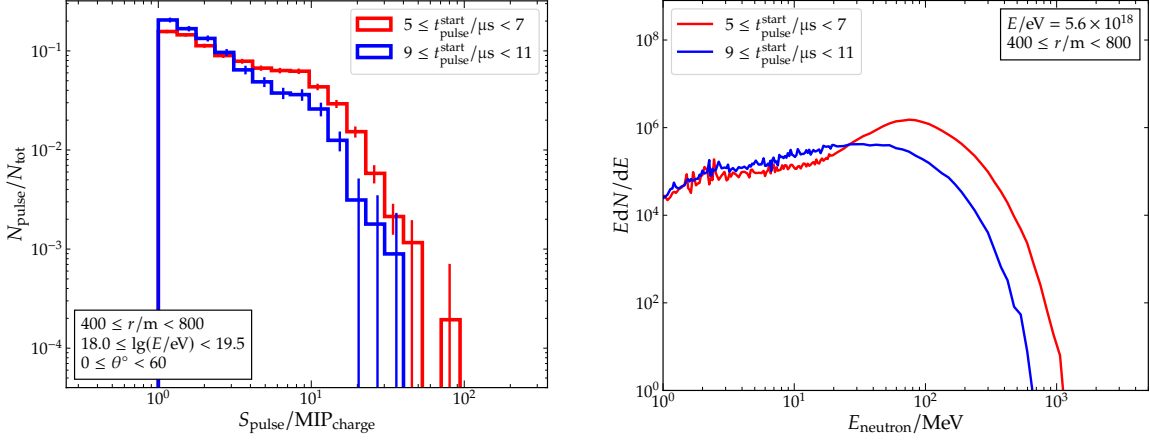 5 ≤ t^start_pulse/μs < 7
9 ≤ t^start_pulse/μs < 11
N_pulse/N_tot
10^−1
10^−2
10^−3
10^−4
400 ≤ r/m < 800
18.0 ≤ lg(E/eV) < 19.5
0 ≤ θ° < 60
10^0
10^1
10^2
S_pulse/MIP_charge
5 ≤ t^start_pulse/μs < 7
9 ≤ t^start_pulse/μs < 11
E/eV = 5.6 × 10^18
400 ≤ r/m < 800
EdN/dE
10^8
10^6
10^4
10^2
10^0
10^0
10^1
10^2
10^3
E_neutron/MeV